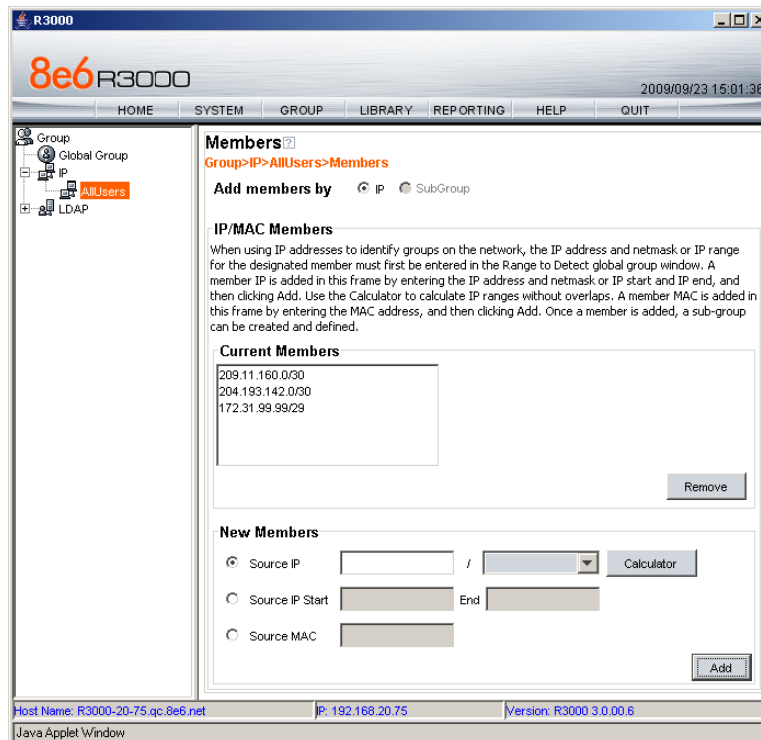 R3000
8e6 R3000
2009/09/23 15:01:36
HOME SYSTEM GROUP LIBRARY REPORTING HELP QUIT
Group
Global Group
IP
AllUsers
LDAP
Members
Group>IP>AllUsers>Members
Add members by IP SubGroup
IP/MAC Members
When using IP addresses to identify groups on the network, the IP address and netmask or IP range
for the designated member must first be entered in the Range to Detect global group window. A
member IP is added in this frame by entering the IP address and netmask or IP start and IP end, and
then clicking Add. Use the Calculator to calculate IP ranges without overlaps. A member MAC is added in
this frame by entering the MAC address, and then clicking Add. Once a member is added, a sub-group
can be created and defined.
Current Members
209.11.160.0/30
204.193.142.0/30
172.31.99.99/29
Remove
New Members
Source IP / Calculator
Source IP Start End
Source MAC
Add
Host Name: R3000-20-75.qc.8e6.net IP: 192.168.20.75 Version: R3000 3.0.00.6
Java Applet Window